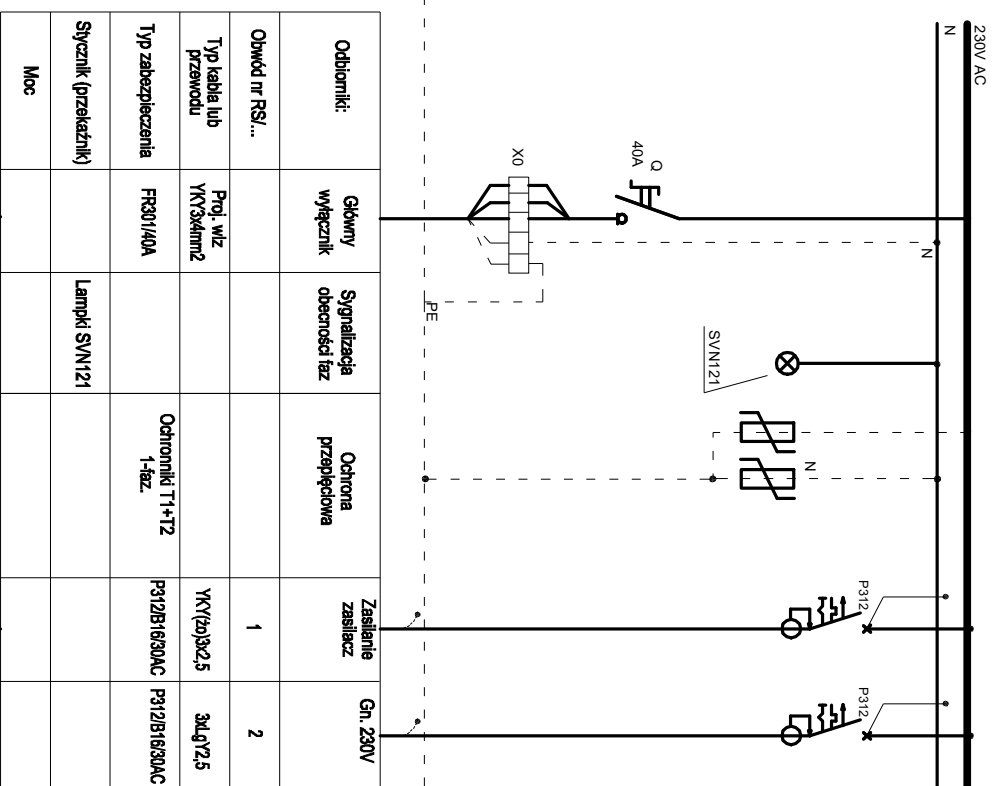 230V AC
N
N
Q
40A
X0
PE
SVN121
N
P312
P312
Odbiorniki:
Główny
wyłącznik
Sygnalizacja
obecności faz
Ochrona
przepięciowa
Zasilanie
zasilacz
Gn. 230V
Obwód nr RS/...
1
2
Typ kabla lub
przewodu
Proj. wlz
YKY3x4mm2
YKY(żo)3x2,5
3xLgY2,5
Typ zabezpieczenia
FR301/40A
Ochronniki T1+T2
1-faz.
P312/B16/30AC
P312/B16/30AC
Stycznik (przekaźnik)
Lampki SVN121
Moc